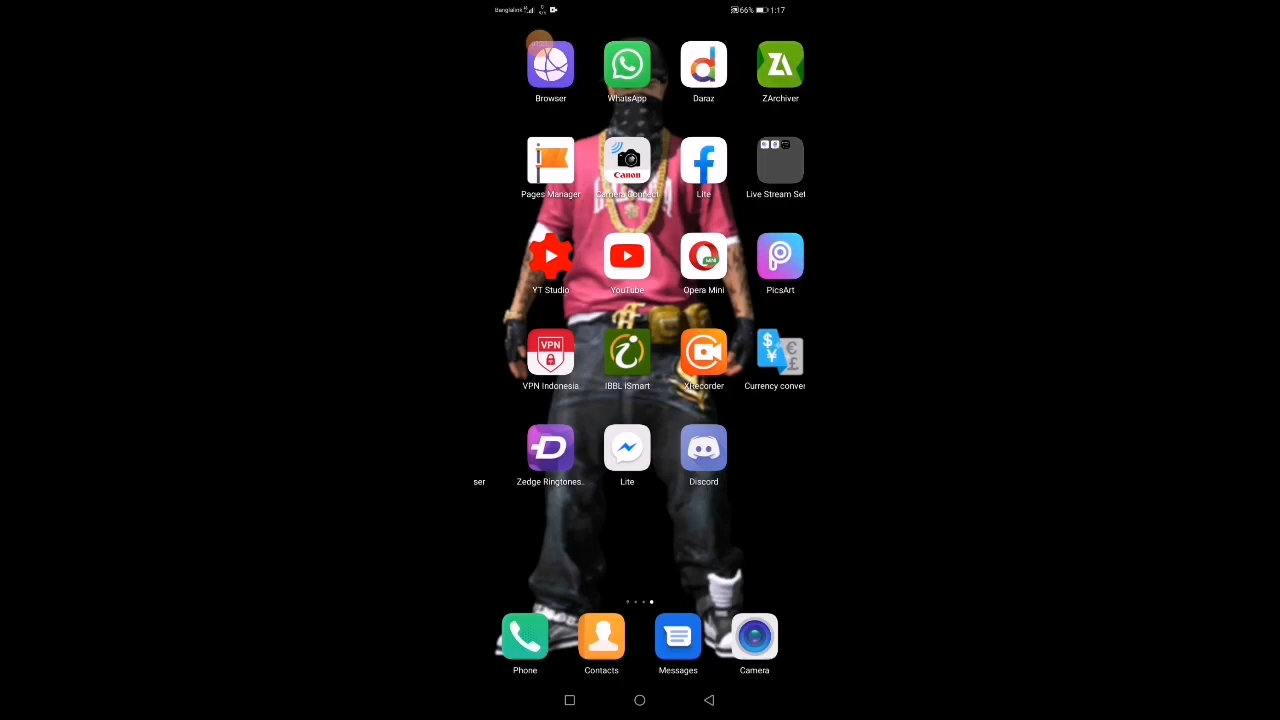 Banglalink 66% 1:17
Browser WhatsApp Daraz ZArchiver
Canon
Pages Manager Camera Connect Lite Live Stream Set
MINI
YT Studio YouTube Opera Mini PicsArt
VPN
VPN Indonesia IBBL iSmart XRecorder Currency conver
ser Zedge Ringtones.. Lite Discord
Phone Contacts Messages Camera